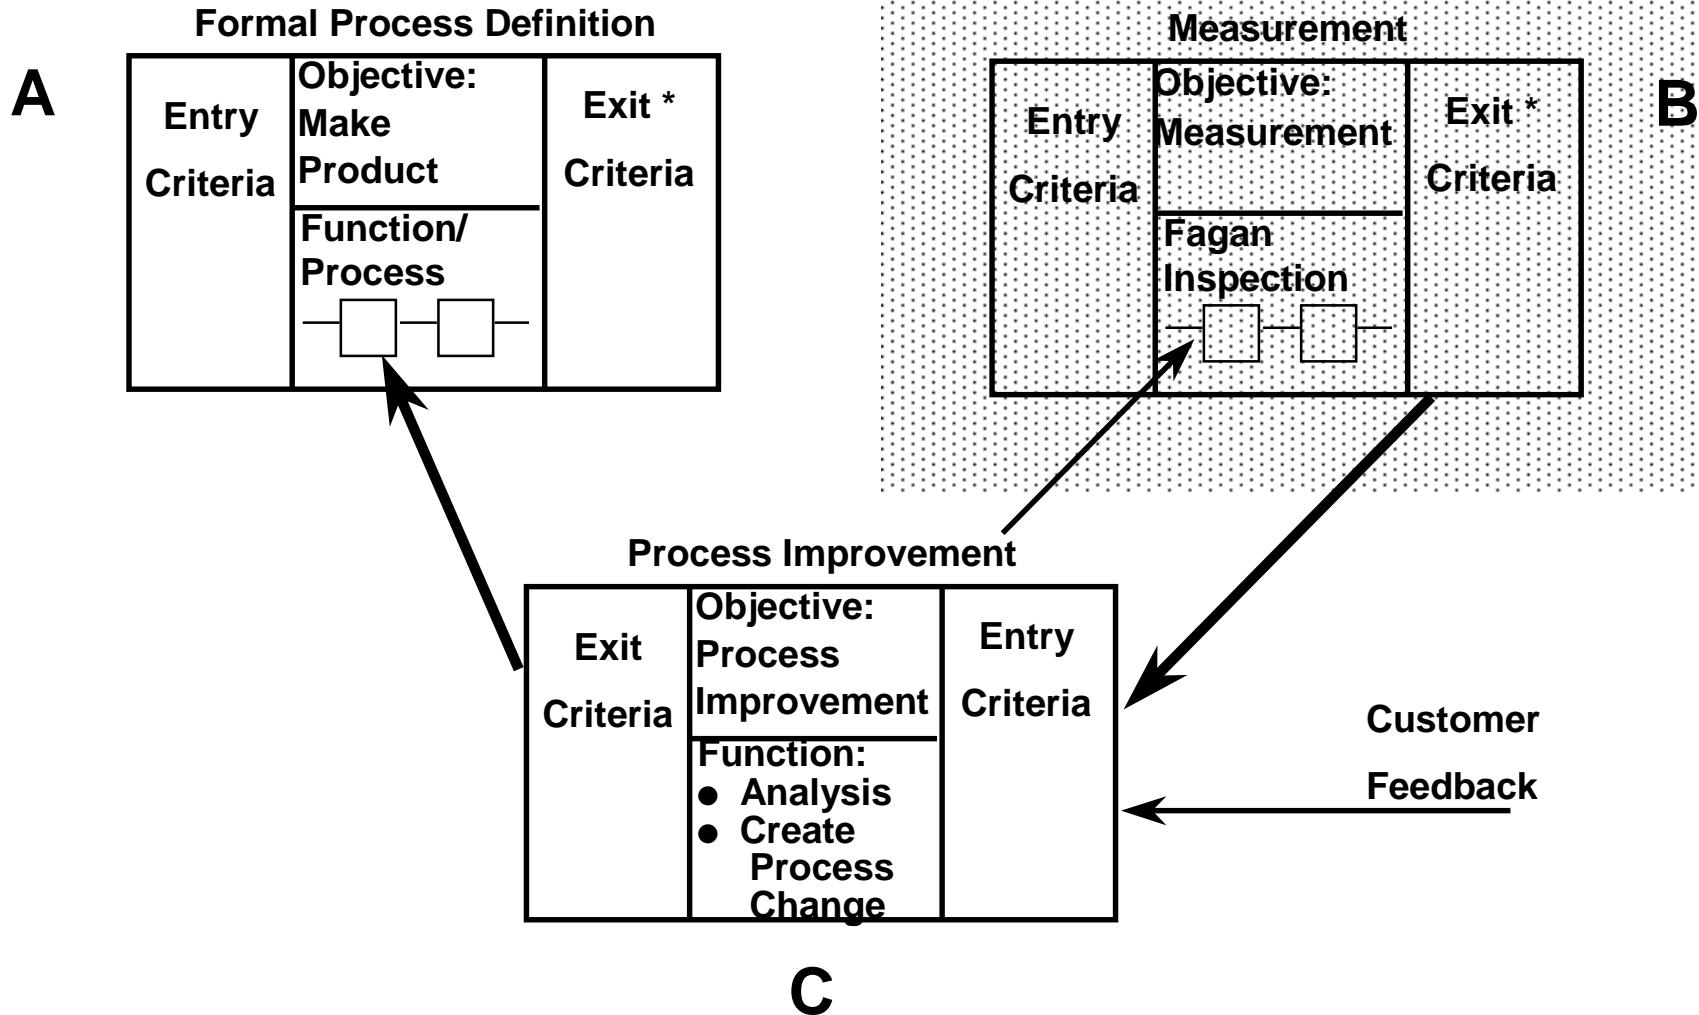 Formal Process Definition
A
Entry
Criteria
Objective:
Make
Product
Function/
Process
Exit *
Criteria
Measurement
B
Entry
Criteria
Objective:
Measurement
Fagan
Inspection
Exit *
Criteria
Process Improvement
Exit
Criteria
Objective:
Process
Improvement
Function:
● Analysis
● Create
Process
Change
Entry
Criteria
Customer
Feedback
C